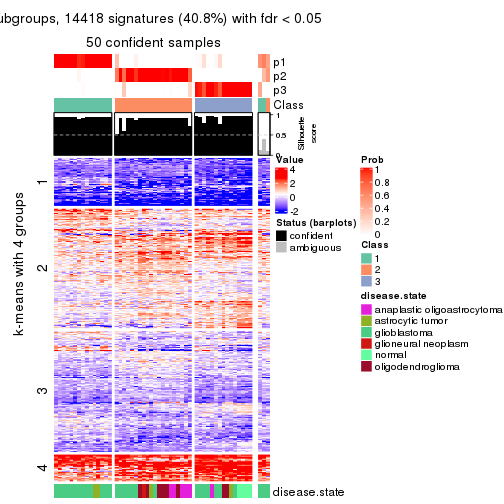 ubgroups, 14418 signatures (40.8%) with fdr < 0.05
50 confident samples
p1
p2
p3
Class
1
0.5
0
Silhouette
score
k-means with 4 groups
1
2
3
4
disease.state
Value
4
2
0
-2
Status (barplots)
confident
ambiguous
Prob
1
0.8
0.6
0.4
0.2
0
Class
1
2
3
disease.state
anaplastic oligoastrocytoma
astrocytic tumor
glioblastoma
glioneural neoplasm
normal
oligodendroglioma